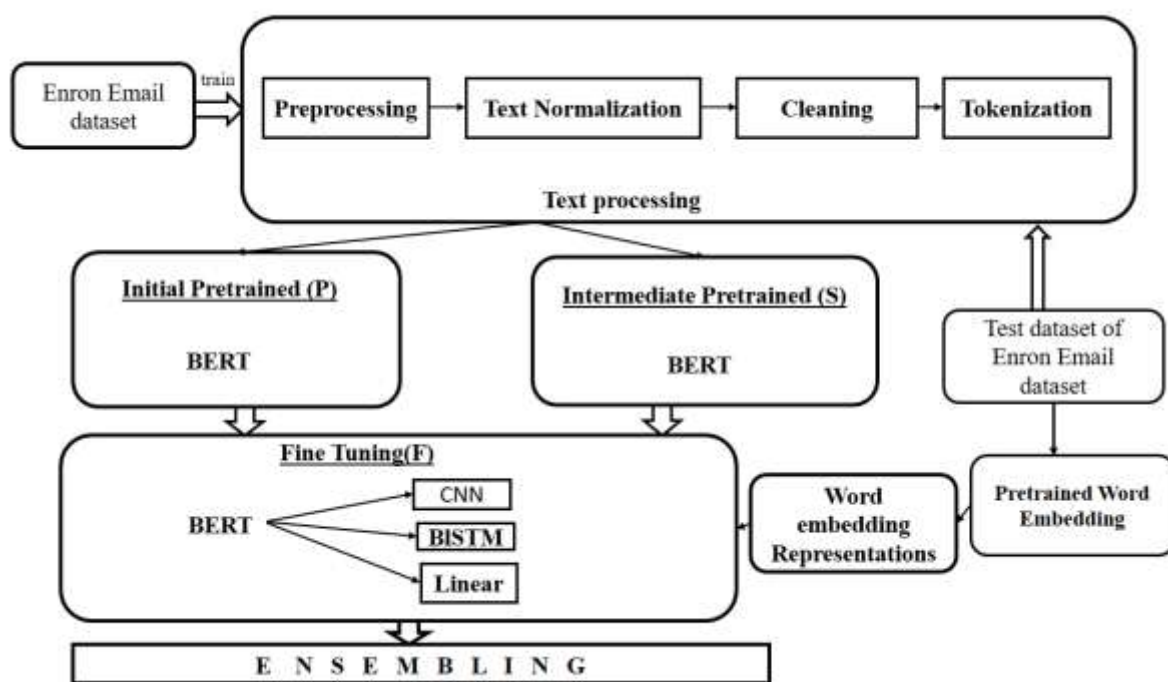 Enron Email
dataset
train
Preprocessing
Text Normalization
Cleaning
Tokenization
Text processing
Initial Pretrained (P)
BERT
Intermediate Pretrained (S)
BERT
Test dataset of
Enron Email
dataset
Fine Tuning(F)
BERT
CNN
BISTM
Linear
Word
embedding
Representations
Pretrained Word
Embedding
E N S E M B L I N G